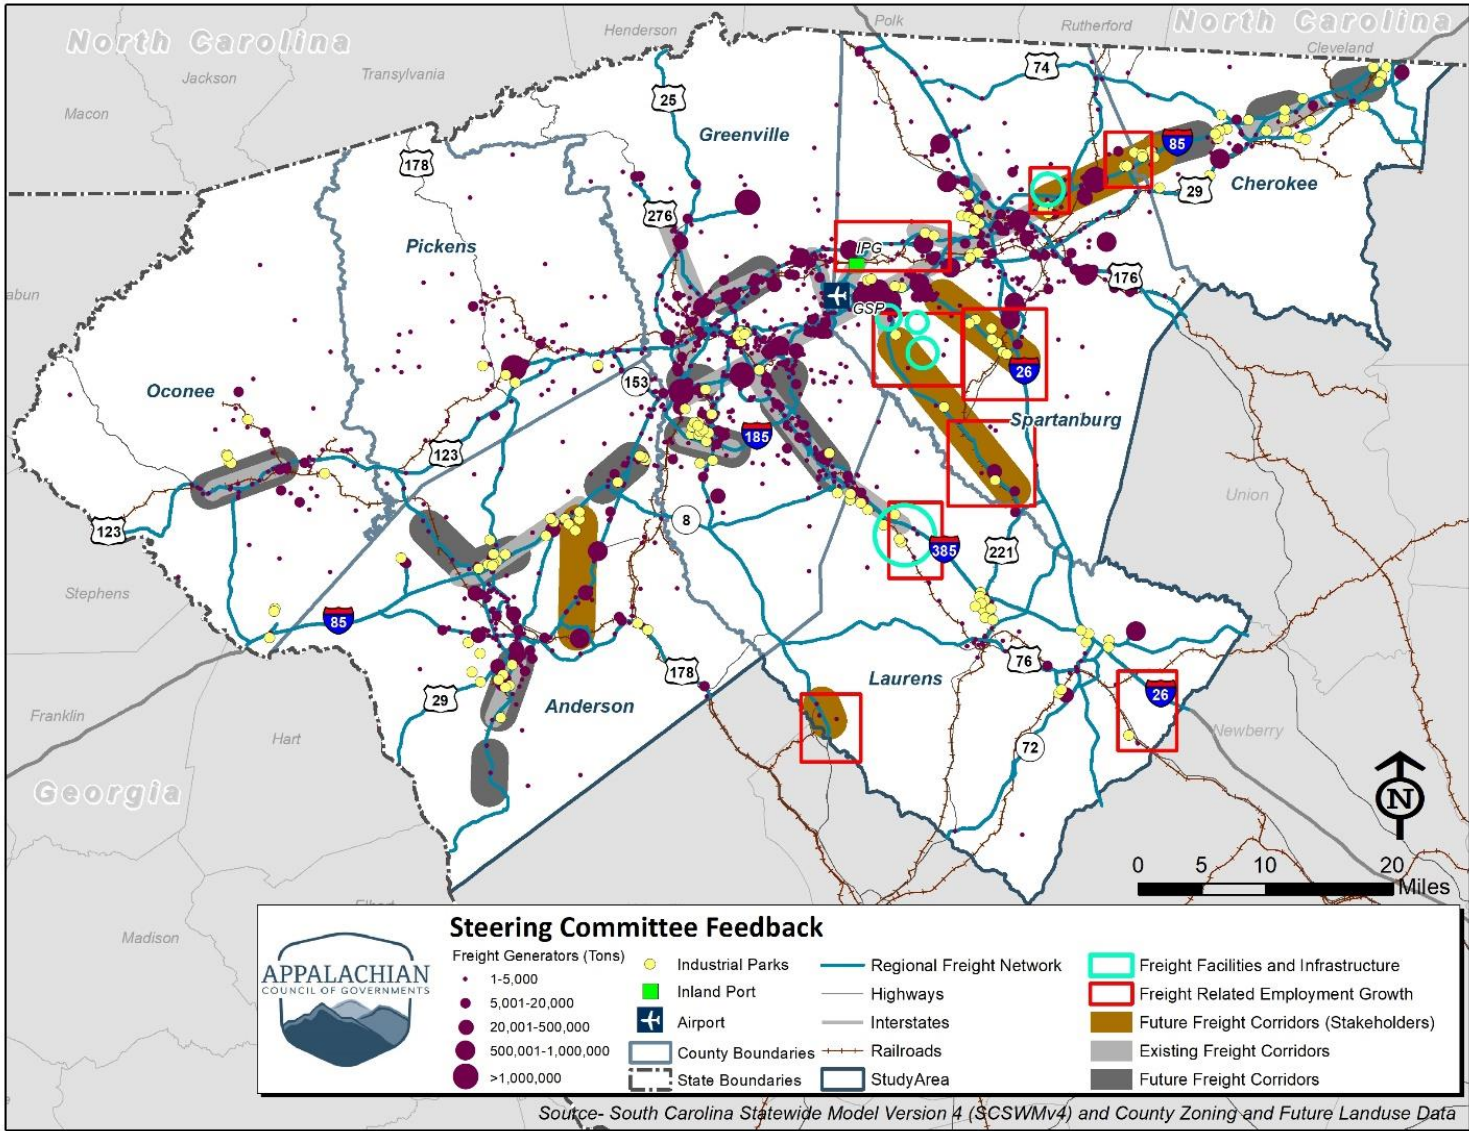 North Carolina
North Carolina
Polk
Rutherford
Cleveland
Henderson
Jackson
Transylvania
Macon
74
25
Greenville
85
178
29
Cherokee
276
Pickens
IPG
176
abun
GSP
Oconee
153
26
Spartanburg
123
185
Union
123
8
385
221
Stephens
85
76
178
Laurens
26
29
Anderson
Franklin
Hart
72
Newberry
Georgia
N
0 5 10 20
Miles
Madison
Steering Committee Feedback
APPALACHIAN
COUNCIL OF GOVERNMENTS
Freight Generators (Tons)
1-5,000
5,001-20,000
20,001-500,000
500,001-1,000,000
>1,000,000
Industrial Parks
Inland Port
Airport
County Boundaries
State Boundaries
Regional Freight Network
Highways
Interstates
Railroads
StudyArea
Freight Facilities and Infrastructure
Freight Related Employment Growth
Future Freight Corridors (Stakeholders)
Existing Freight Corridors
Future Freight Corridors
Source- South Carolina Statewide Model Version 4 (SCSWMv4) and County Zoning and Future Landuse Data